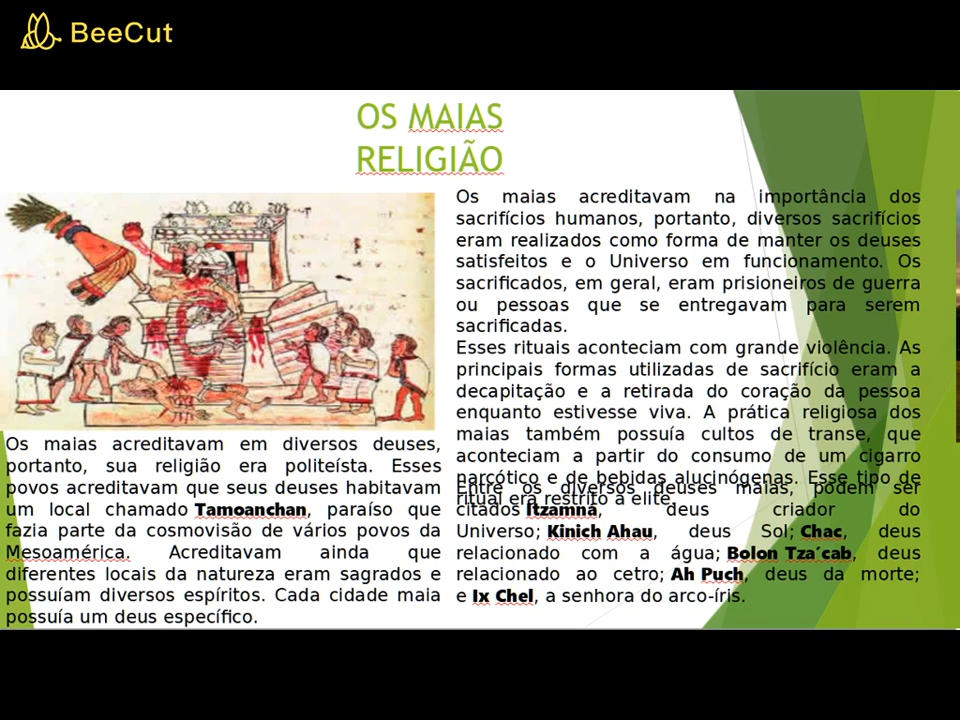 BeeCut
OS MAIAS
RELIGIÃO
Os maias acreditavam em diversos deuses,
portanto, sua religião era politeísta. Esses
povos acreditavam que seus deuses habitavam
um local chamado Tamoanchan, paraíso que
fazia parte da cosmovisão de vários povos da
Mesoamérica. Acreditavam ainda que
diferentes locais da natureza eram sagrados e
possuíam diversos espíritos. Cada cidade maia
possuía um deus específico.
Os maias acreditavam na importância dos
sacrifícios humanos, portanto, diversos sacrifícios
eram realizados como forma de manter os deuses
satisfeitos e o Universo em funcionamento. Os
sacrificados, em geral, eram prisioneiros de guerra
ou pessoas que se entregavam para serem
sacrificadas.
Esses rituais aconteciam com grande violência. As
principais formas utilizadas de sacrifício eram a
decapitação e a retirada do coração da pessoa
enquanto estivesse viva. A prática religiosa dos
maias também possuía cultos de transe, que
aconteciam a partir do consumo de um cigarro
narcótico e de bebidas alucinógenas. Esse tipo de
ritual era restrito à elite.
Entre os diversos deuses maias, podem ser
citados Itzamná, deus criador do
Universo; Kinich Ahau, deus do Sol; Chac, deus
relacionado com a água; Bolon Tza´cab, deus
relacionado ao cetro; Ah Puch, deus da morte;
e Ix Chel, a senhora do arco-íris.